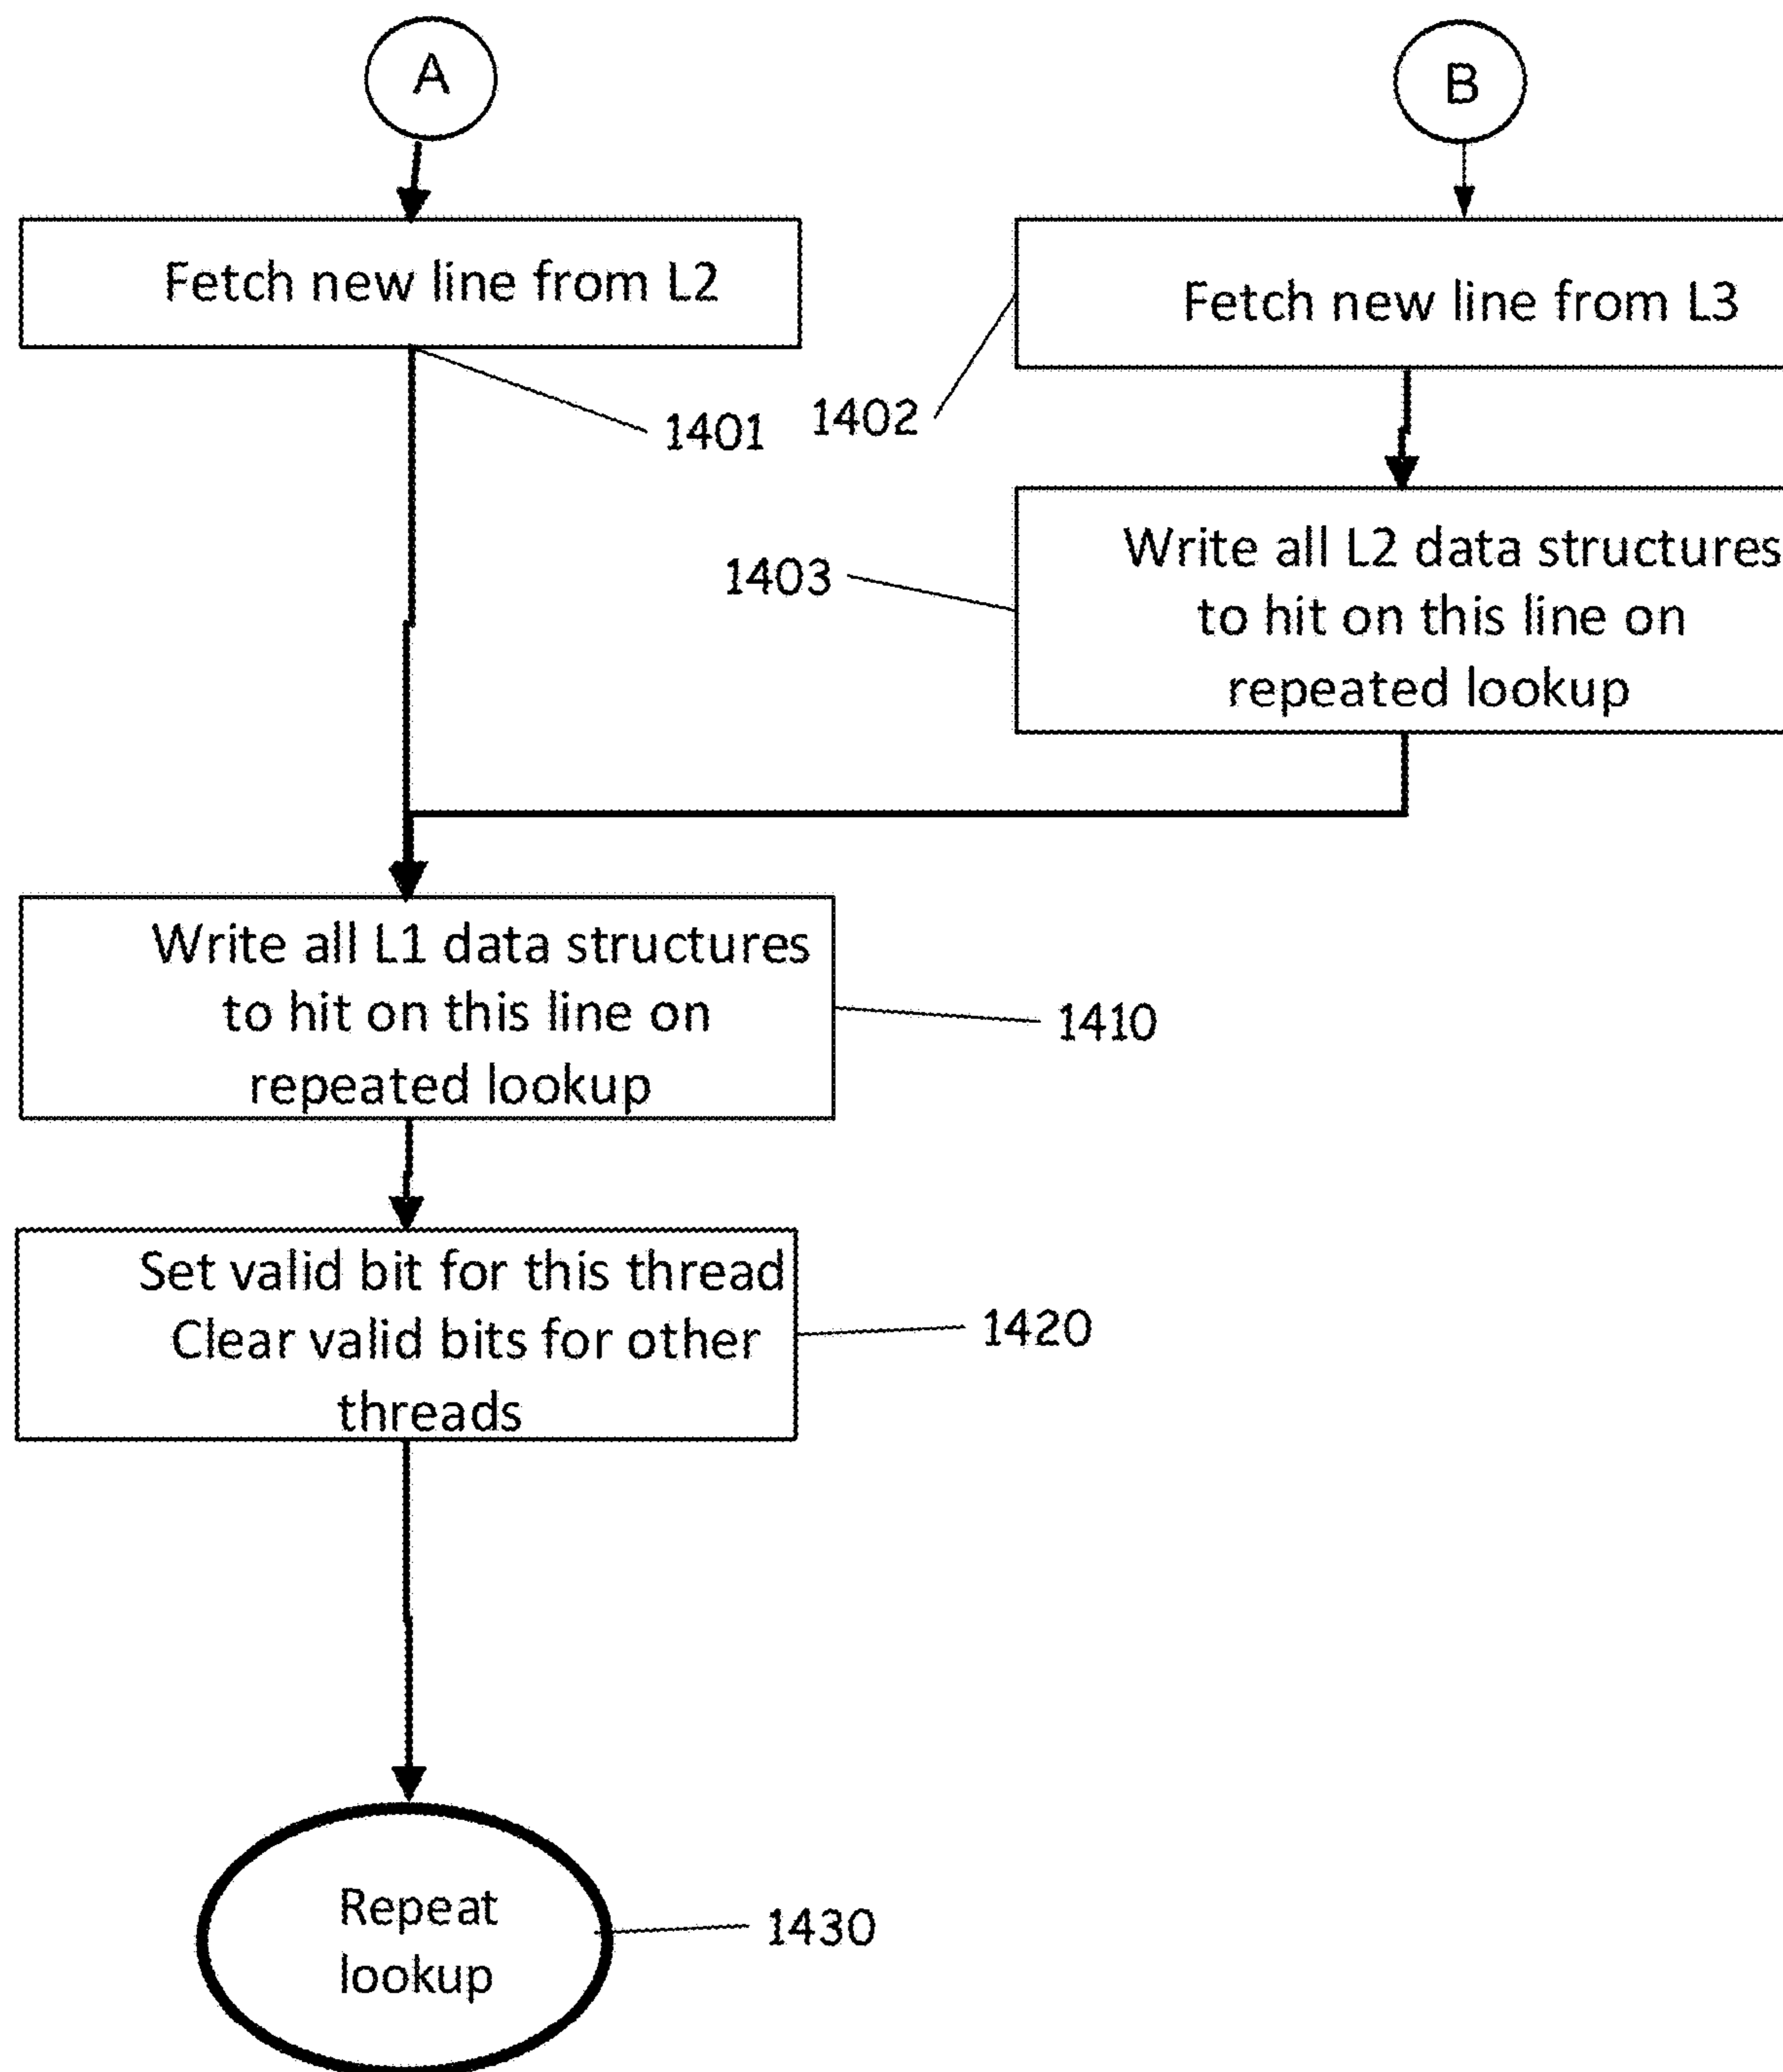 A
B
Fetch new line from L2
Fetch new line from L3
1401
1402
Write all L2 data structures
to hit on this line on
repeated lookup
1403
Write all L1 data structures
to hit on this line on
repeated lookup
1410
Set valid bit for this thread
Clear valid bits for other
threads
1420
Repeat
lookup
1430